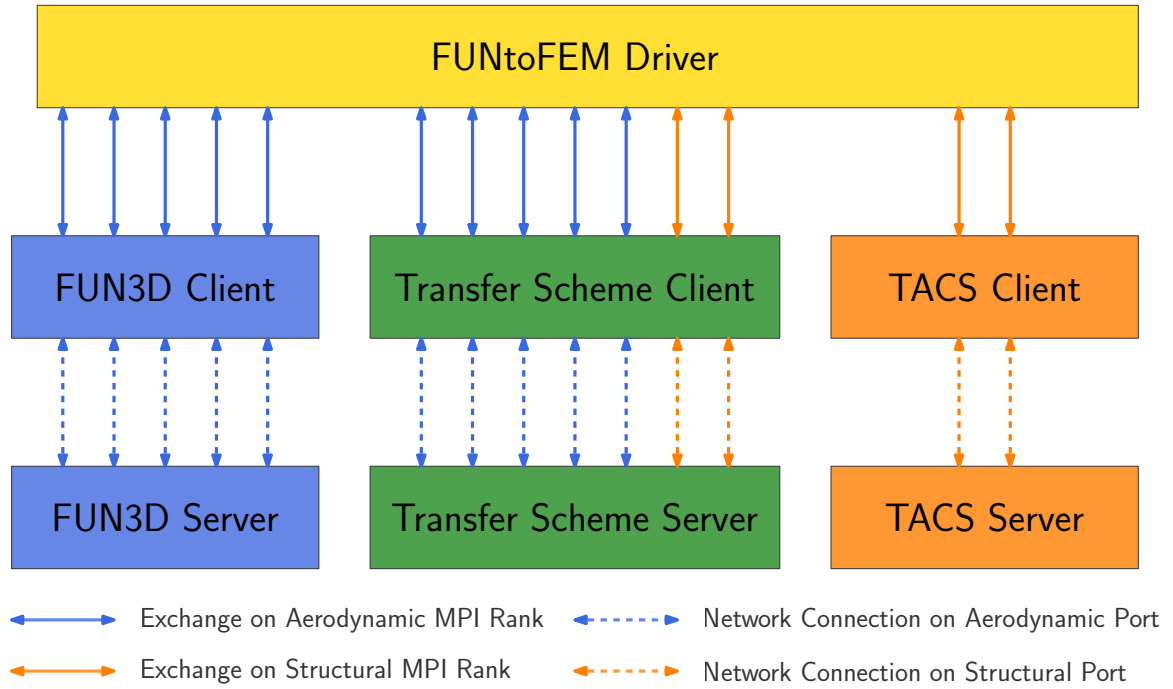 FUNtoFEM Driver
FUN3D Client
Transfer Scheme Client
TACS Client
FUN3D Server
Transfer Scheme Server
TACS Server
Exchange on Aerodynamic MPI Rank
Network Connection on Aerodynamic Port
Exchange on Structural MPI Rank
Network Connection on Structural Port